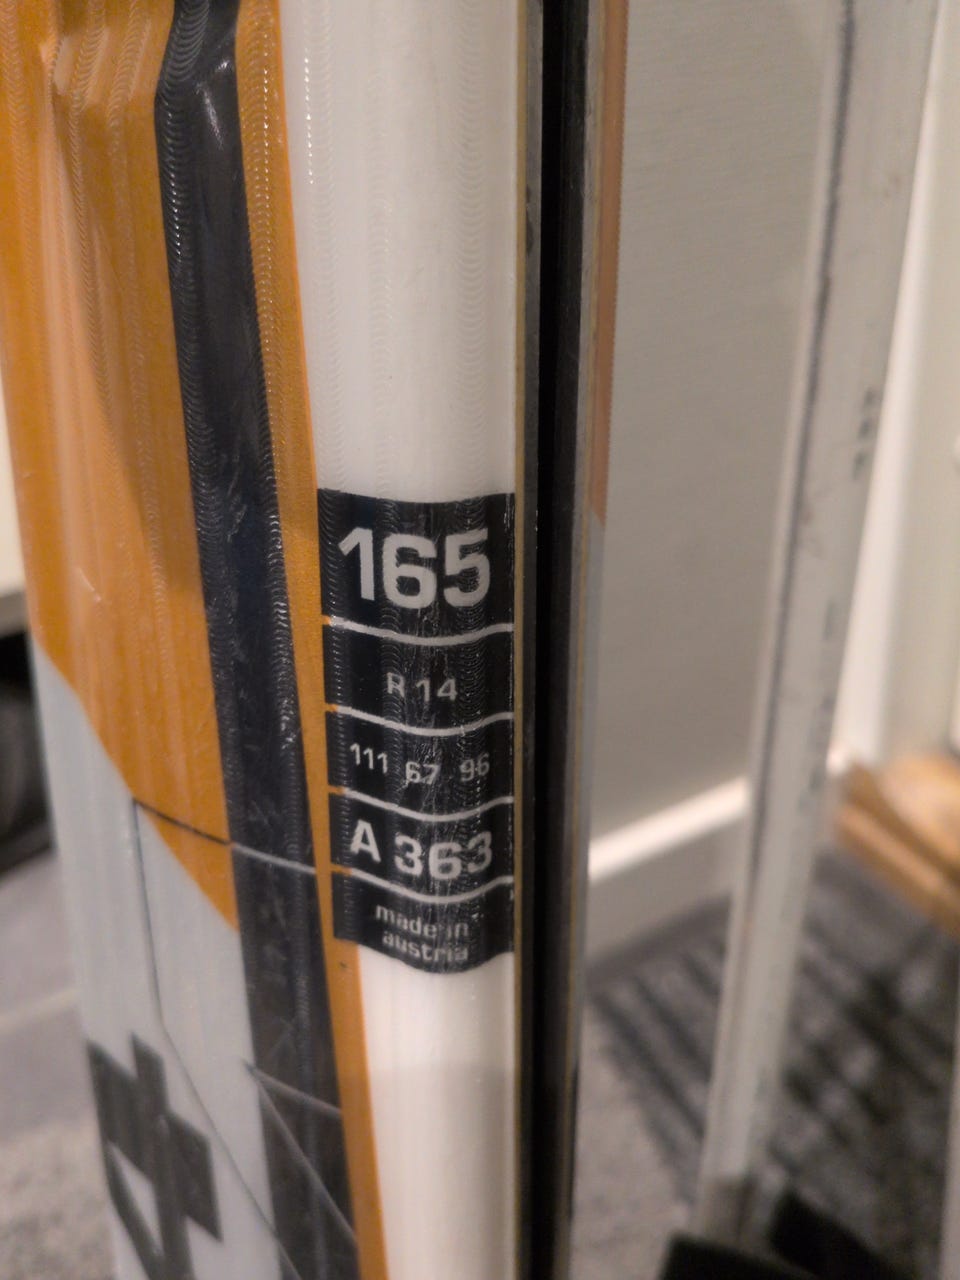 165
R 14
111 67 96
A 363
made in
austria